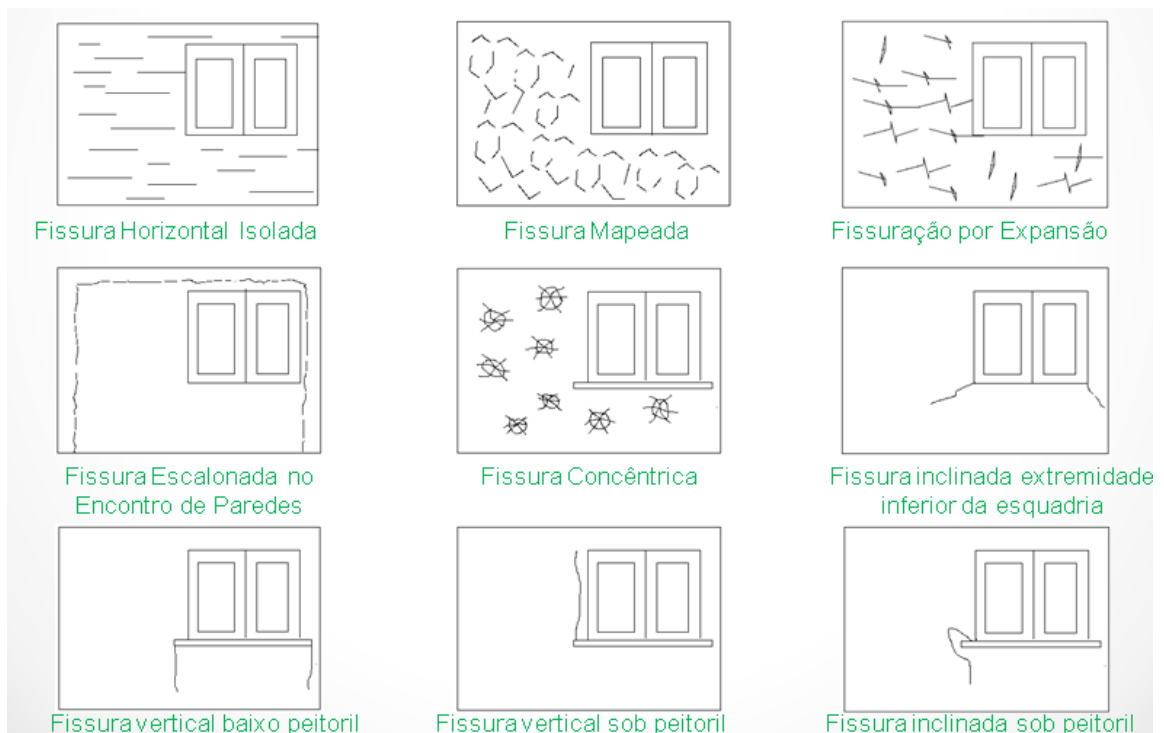 Fissura Horizontal Isolada
Fissura Mapeada
Fissuração por Expansão
Fissura Escalonada no
Encontro de Paredes
Fissura Concêntrica
Fissura inclinada extremidade
inferior da esquadria
Fissura vertical baixo peitoril
Fissura vertical sob peitoril
Fissura inclinada sob peitoril